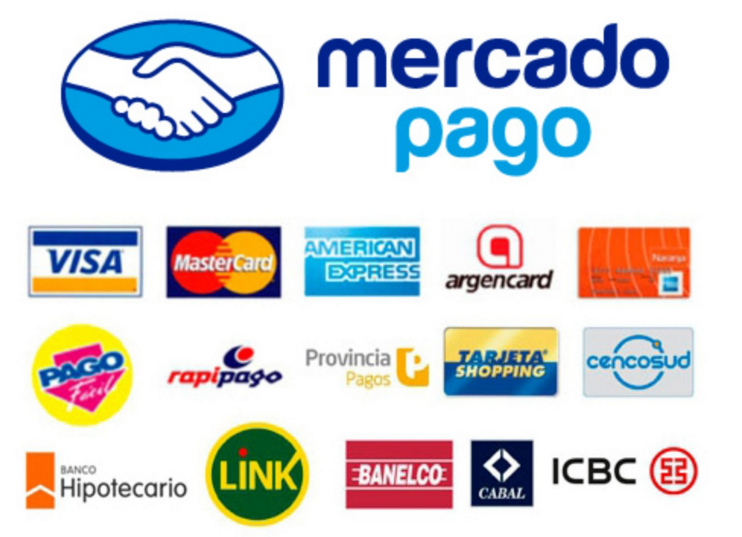 mercado
pago
VISA
MasterCard
AMERICAN
EXPRESS
argencard
Naranja
PAGO
Fácil
rapipago
Provincia
Pagos
TARJETA
SHOPPING
cencosud
BANCO
Hipotecario
LINK
BANELCO
CABAL
ICBC